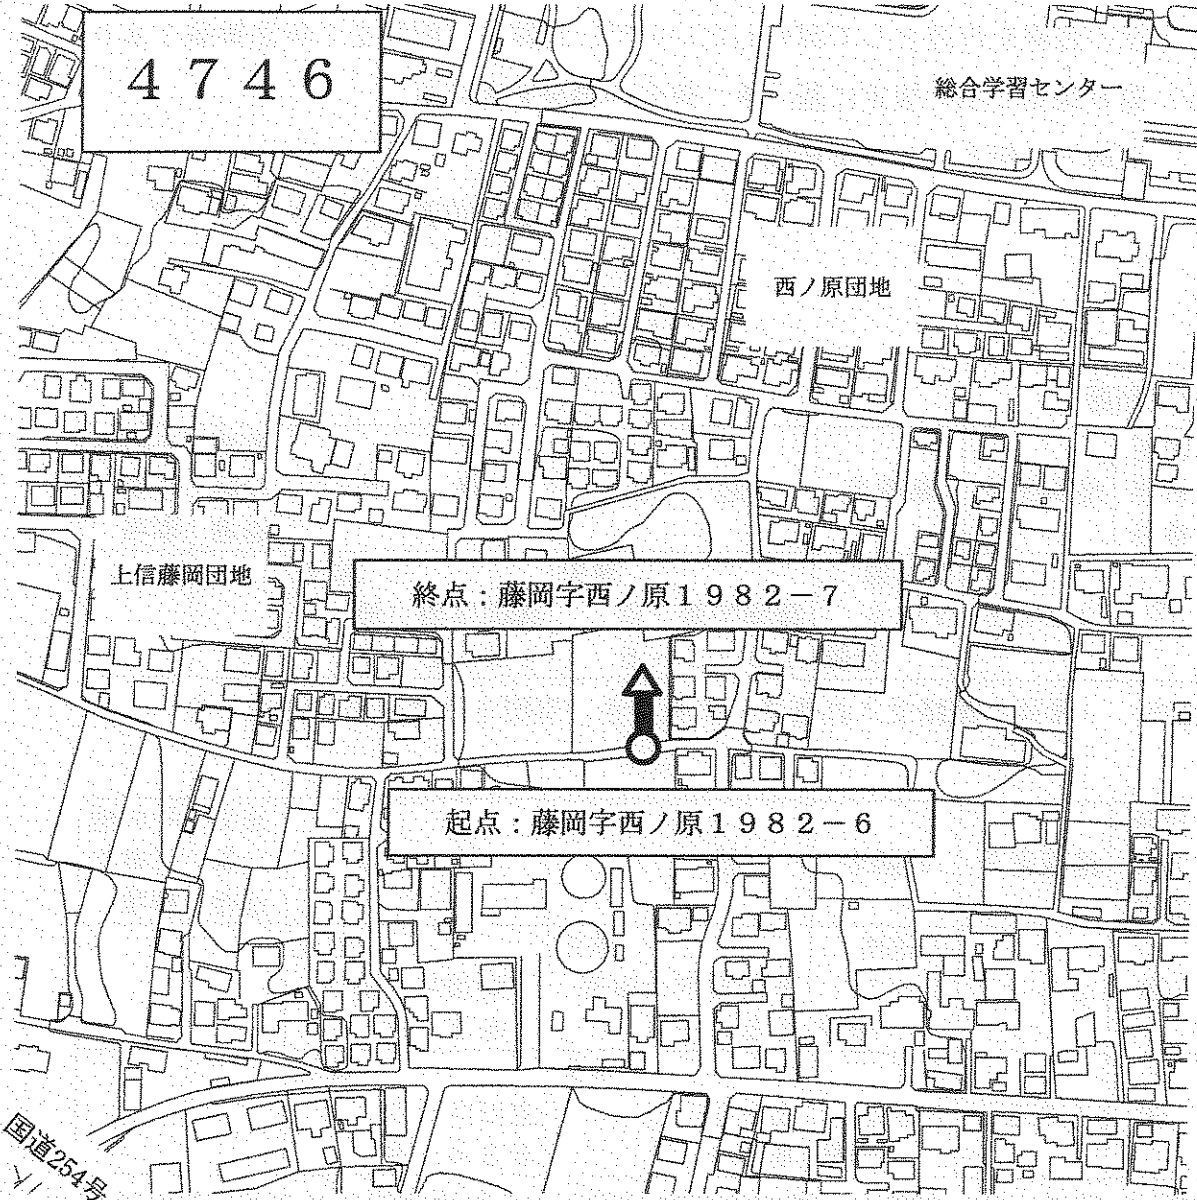 ４７４６
総合学習センター
西ノ原団地
上信藤岡団地
終点：藤岡字西ノ原１９８２－７
起点：藤岡字西ノ原１９８２－６
国道254号